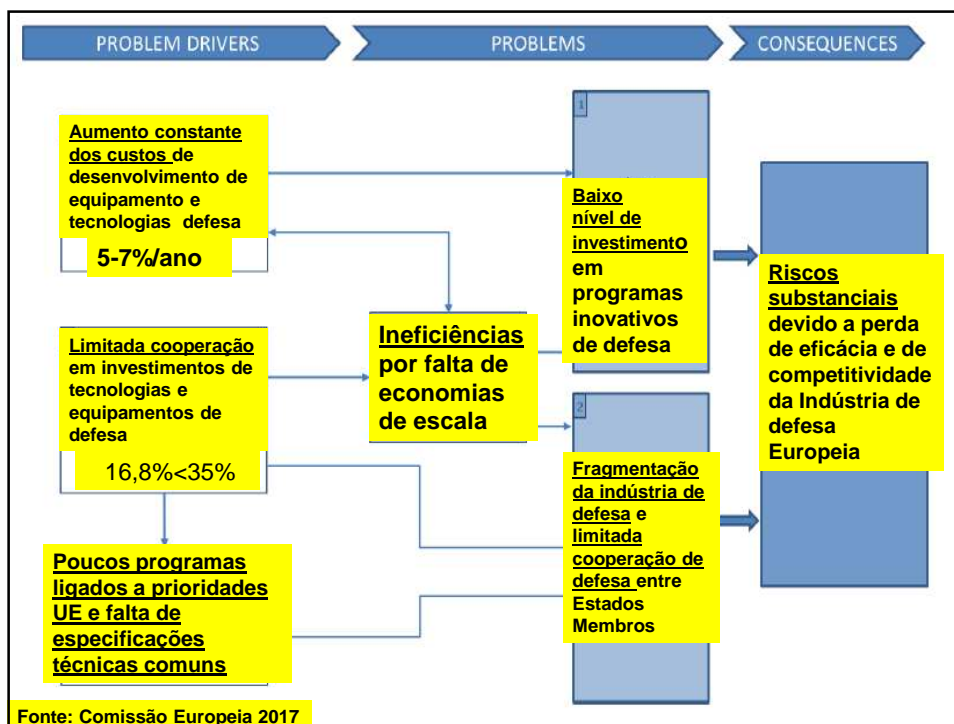 PROBLEM DRIVERS
PROBLEMS
CONSEQUENCES
Aumento constante
dos custos de
desenvolvimento de
equipamento e
tecnologias defesa
5-7%/ano
Limitada cooperação
em investimentos de
tecnologias e
equipamentos de
defesa
16,8%<35%
Poucos programas
ligados a prioridades
UE e falta de
especificações
técnicas comuns
Ineficiências
por falta de
economias
de escala
1
Baixo
nível de
investimento
em
programas
inovativos
de defesa
2
Fragmentação
da indústria de
defesa e
limitada
cooperação de
defesa entre
Estados
Membros
Riscos
substanciais
devido a perda
de eficácia e de
competitividade
da Indústria de
defesa
Europeia
Fonte: Comissão Europeia 2017